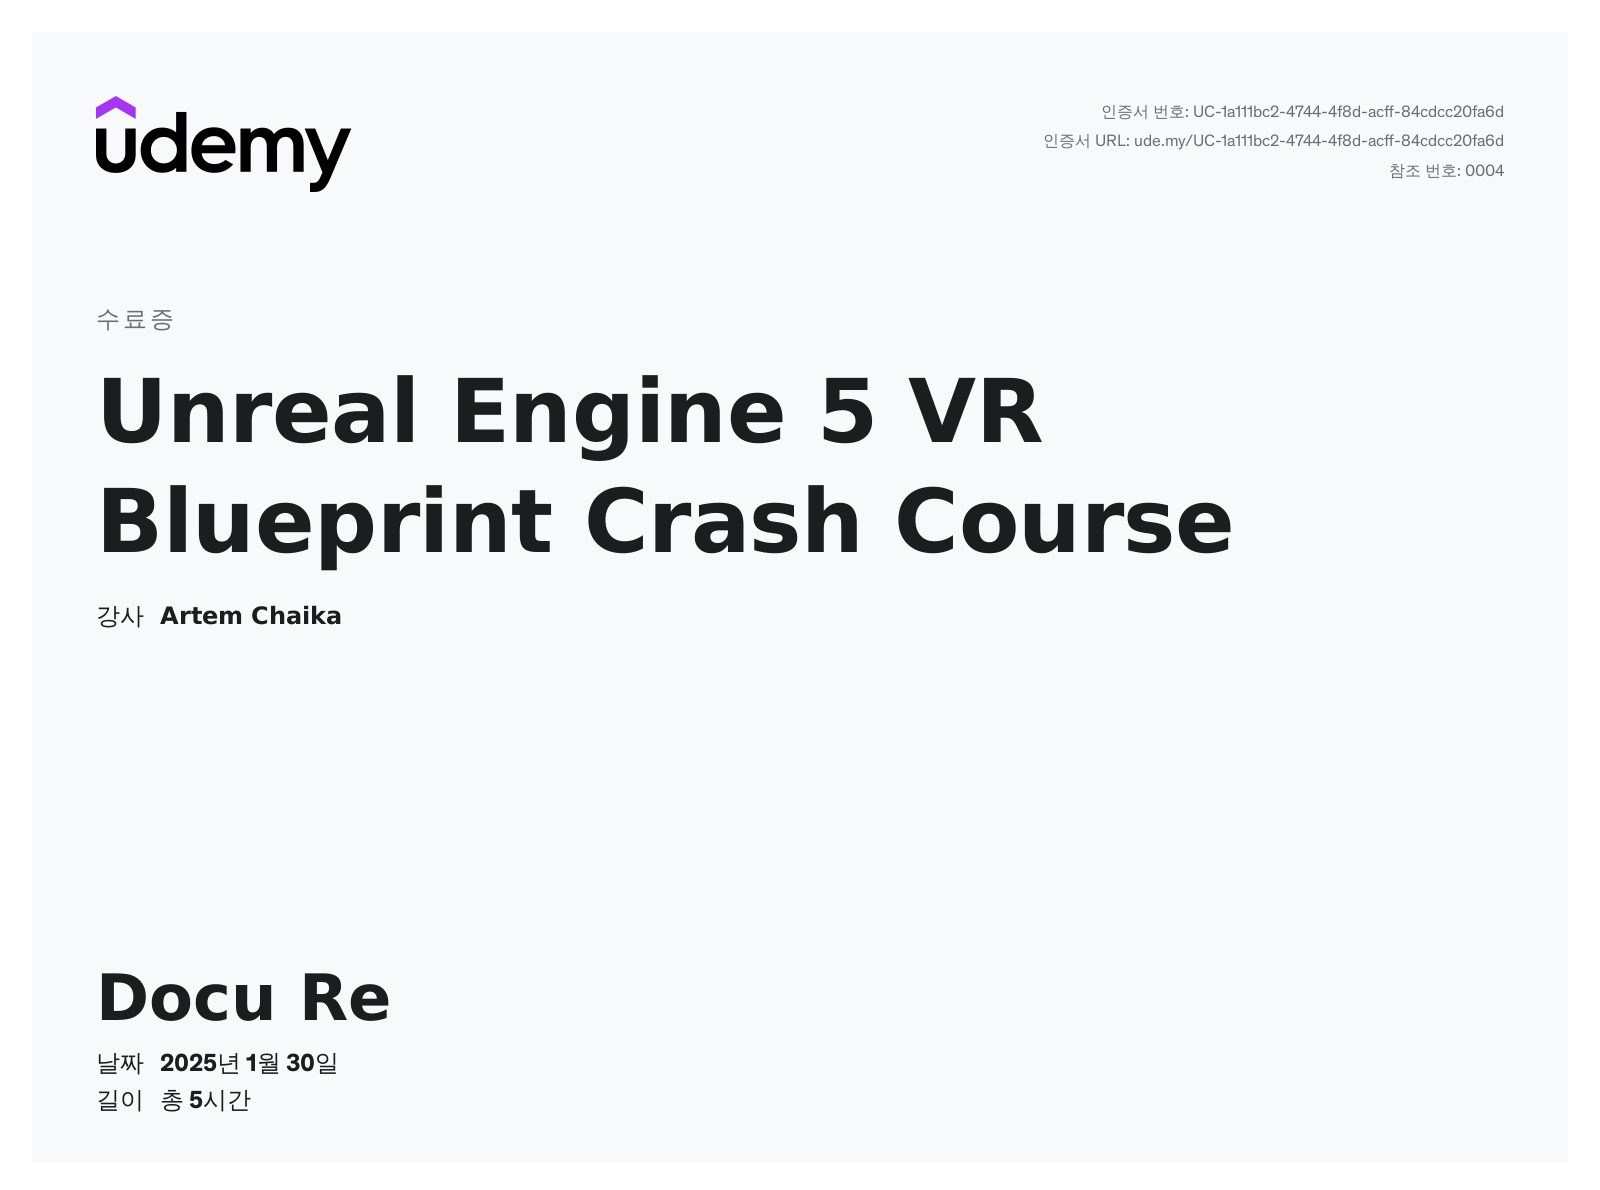 udemy
인증서 번호: UC-1a111bc2-4744-4f8d-acff-84cdcc20fa6d
인증서 URL: ude.my/UC-1a111bc2-4744-4f8d-acff-84cdcc20fa6d
참조 번호: 0004
수료증
Unreal Engine 5 VR
Blueprint Crash Course
강사 Artem Chaika
Docu Re
날짜 2025년 1월 30일
길이 총 5시간